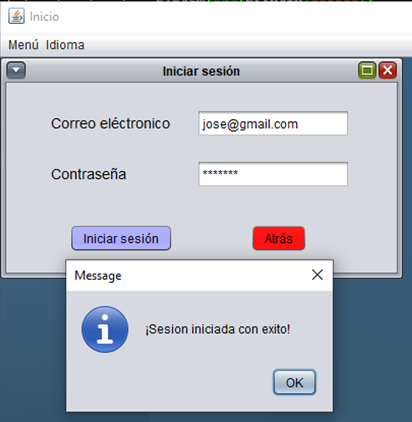 Inicio
Menú Idioma
Iniciar sesión
Correo eléctronico
jose@gmail.com
Contraseña
*******
Iniciar sesión
Atrás
Message
¡Sesion iniciada con exito!
OK